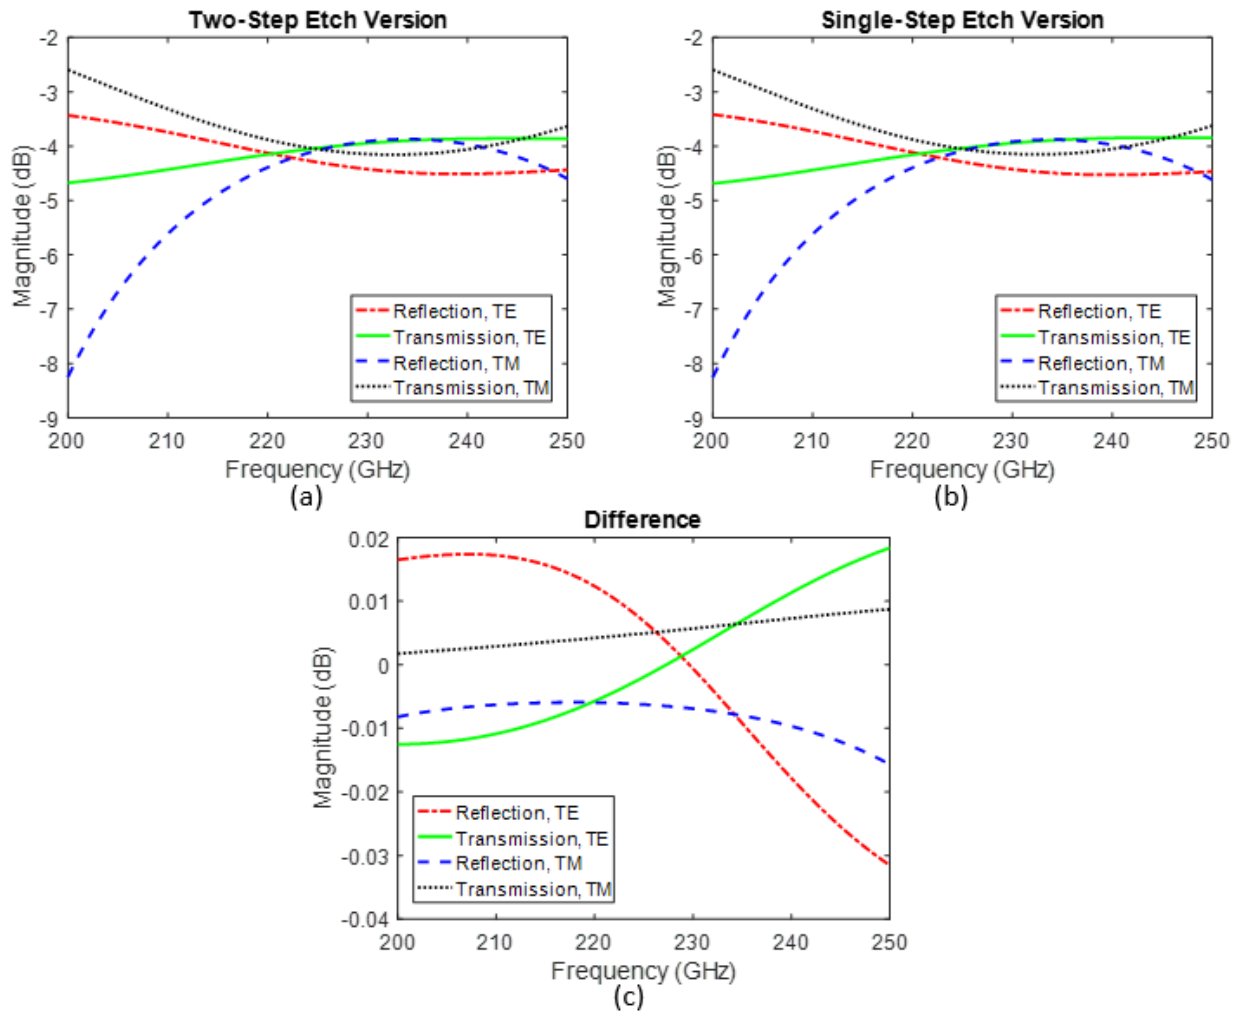 Two-Step Etch Version
-2
-3
-4
-5
-6
-7
-8
-9
Magnitude (dB)
Reflection, TE
Transmission, TE
Reflection, TM
Transmission, TM
200 210 220 230 240 250
Frequency (GHz)
(a)
Single-Step Etch Version
-2
-3
-4
-5
-6
-7
-8
-9
Magnitude (dB)
Reflection, TE
Transmission, TE
Reflection, TM
Transmission, TM
200 210 220 230 240 250
Frequency (GHz)
(b)
Difference
0.02
0.01
0
-0.01
-0.02
-0.03
-0.04
Magnitude (dB)
Reflection, TE
Transmission, TE
Reflection, TM
Transmission, TM
200 210 220 230 240 250
Frequency (GHz)
(c)